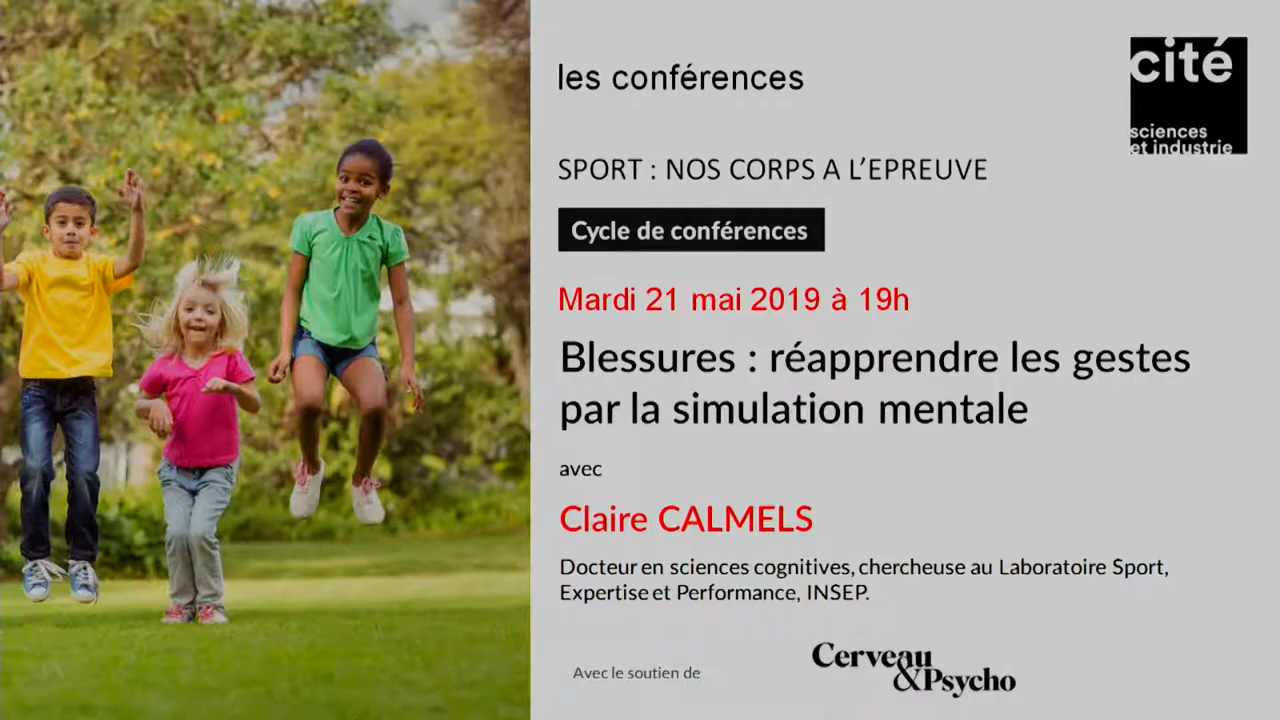 les conférences
cité
sciences
et industrie
SPORT : NOS CORPS A L’EPREUVE
Cycle de conférences
Mardi 21 mai 2019 à 19h
Blessures : réapprendre les gestes
par la simulation mentale
avec
Claire CALMELS
Docteur en sciences cognitives, chercheuse au Laboratoire Sport,
Expertise et Performance, INSEP.
Avec le soutien de
Cerveau
&Psycho